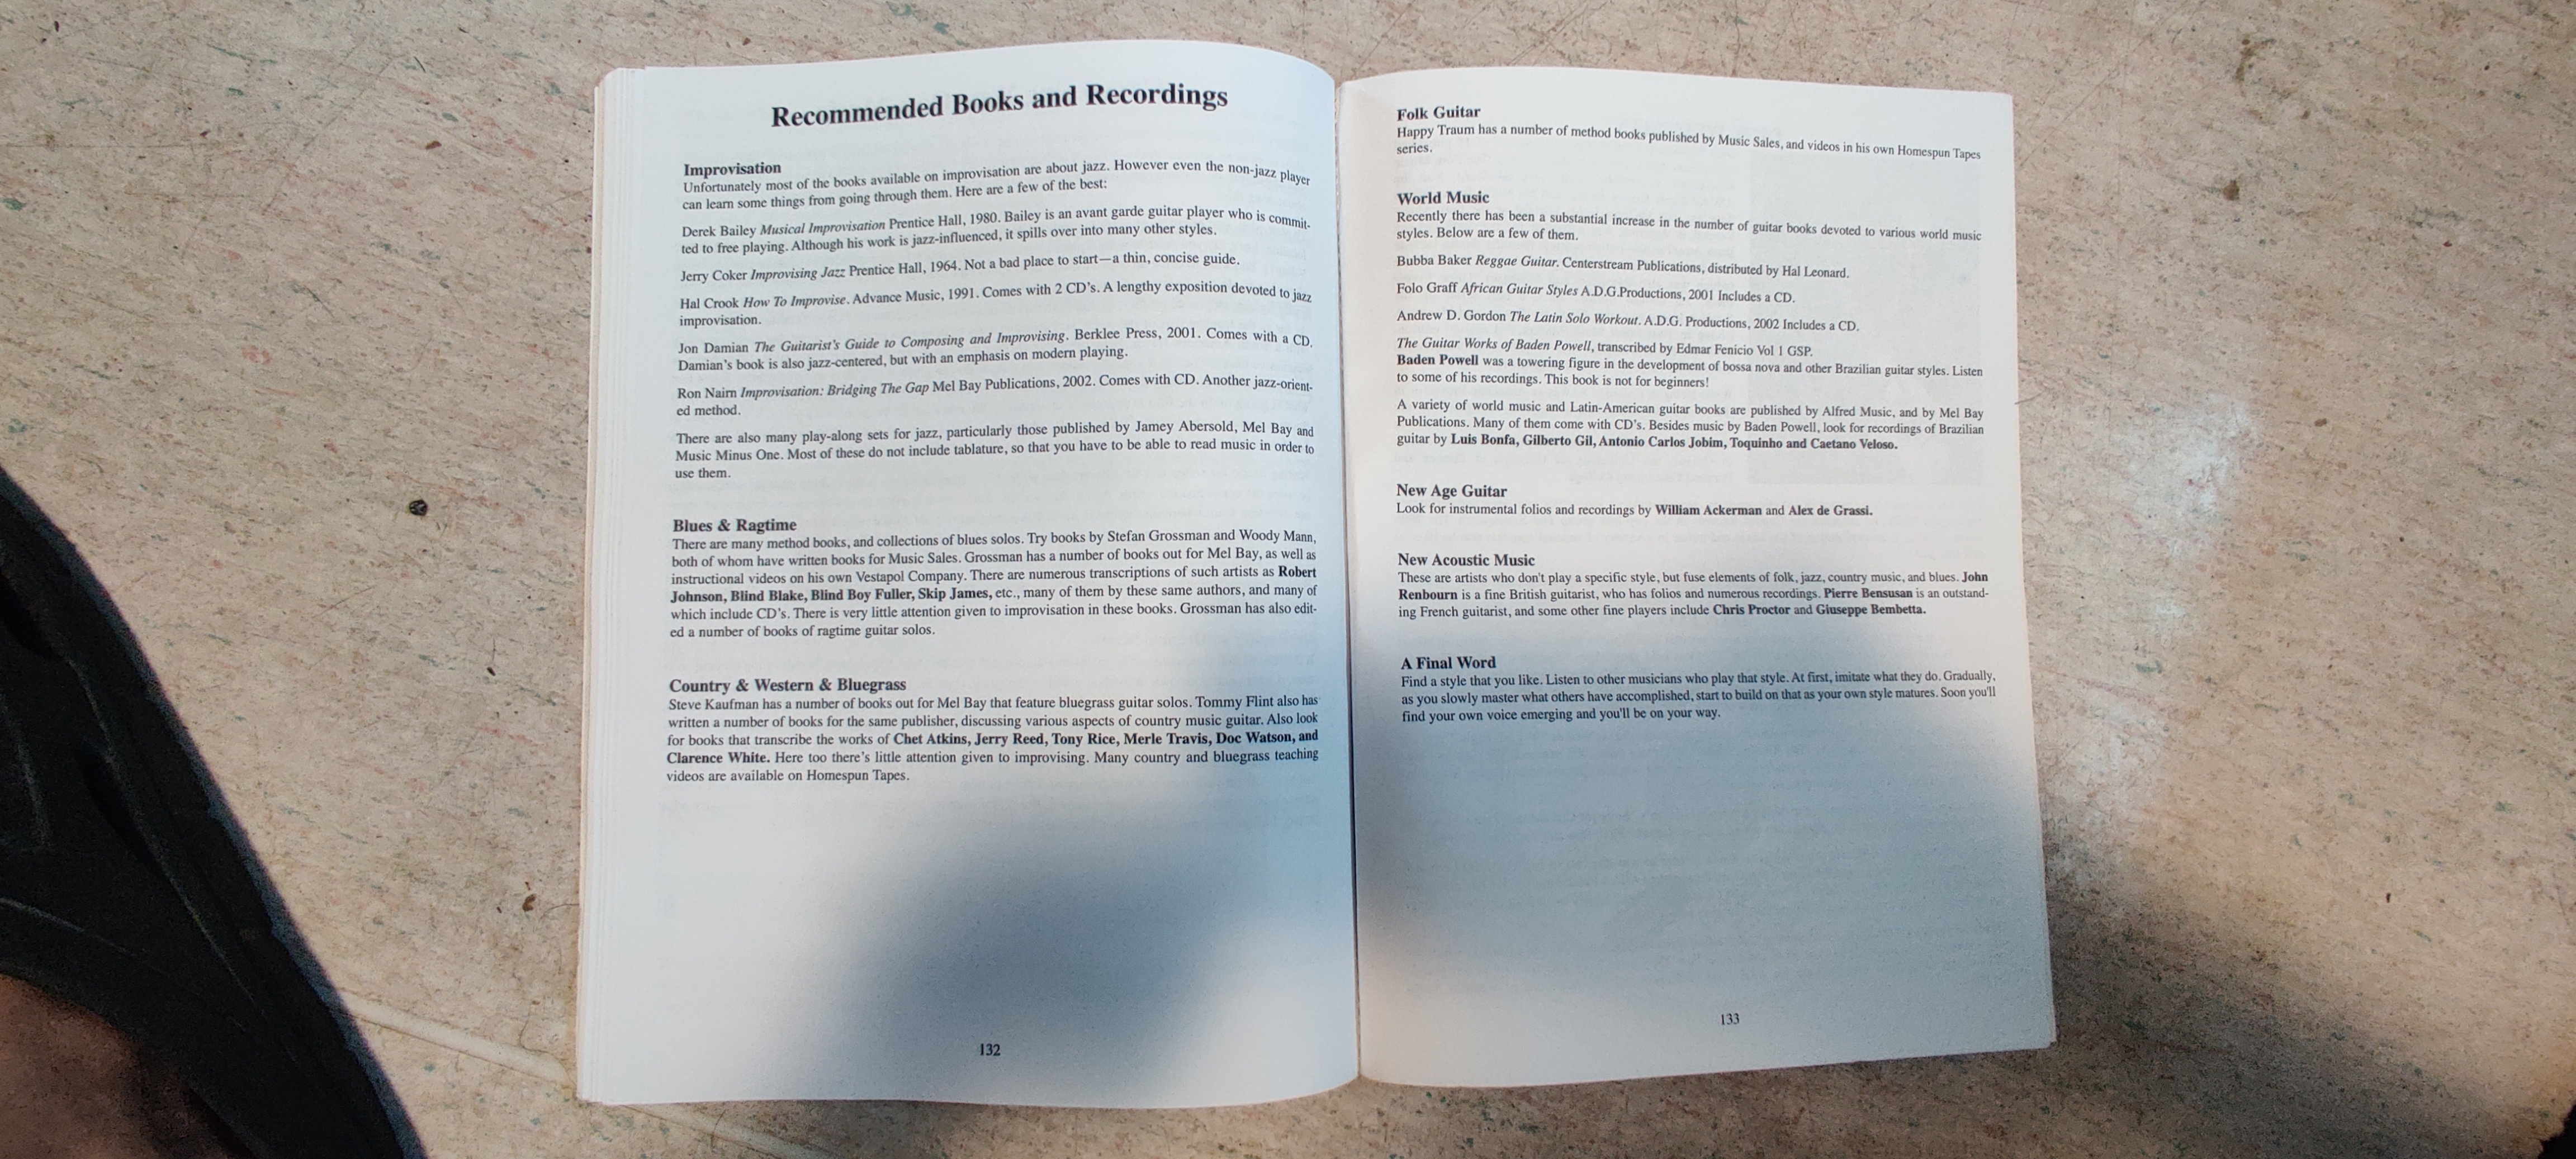 Recommended Books and Recordings
Improvisation
Unfortunately most of the books available on improvisation are about jazz. However even the non-jazz player
can learn some things from going through them. Here are a few of the best:
Derek Bailey Musical Improvisation Prentice Hall, 1980. Bailey is an avant garde guitar player who is commit-
ted to free playing. Although his work is jazz-influenced, it spills over into many other styles.
Jerry Coker Improvising Jazz Prentice Hall, 1964. Not a bad place to start—a thin, concise guide.
Hal Crook How To Improvise. Advance Music, 1991. Comes with 2 CD's. A lengthy exposition devoted to jazz
improvisation.
Jon Damian The Guitarist's Guide to Composing and Improvising. Berklee Press, 2001. Comes with a CD.
Damian's book is also jazz-centered, but with an emphasis on modern playing.
Ron Nairn Improvisation: Bridging The Gap Mel Bay Publications, 2002. Comes with CD. Another jazz-orient-
ed method.
There are also many play-along sets for jazz, particularly those published by Jamey Abersold, Mel Bay and
Music Minus One. Most of these do not include tablature, so that you have to be able to read music in order to
use them.
Blues & Ragtime
There are many method books, and collections of blues solos. Try books by Stefan Grossman and Woody Mann,
both of whom have written books for Music Sales. Grossman has a number of books out for Mel Bay, as well as
instructional videos on his own Vestapol Company. There are numerous transcriptions of such artists as Robert
Johnson, Blind Blake, Blind Boy Fuller, Skip James, etc., many of them by these same authors, and many of
which include CD's. There is very little attention given to improvisation in these books. Grossman has also edit-
ed a number of books of ragtime guitar solos.
Country & Western & Bluegrass
Steve Kaufman has a number of books out for Mel Bay that feature bluegrass guitar solos. Tommy Flint also has
written a number of books for the same publisher, discussing various aspects of country music guitar. Also look
for books that transcribe the works of Chet Atkins, Jerry Reed, Tony Rice, Merle Travis, Doc Watson, and
Clarence White. Here too there's little attention given to improvising. Many country and bluegrass teaching
videos are available on Homespun Tapes.
132
Folk Guitar
Happy Traum has a number of method books published by Music Sales, and videos in his own Homespun Tapes
series.
World Music
Recently there has been a substantial increase in the number of guitar books devoted to various world music
styles. Below are a few of them.
Bubba Baker Reggae Guitar. Centerstream Publications, distributed by Hal Leonard.
Folo Graff African Guitar Styles A.D.G.Productions, 2001 Includes a CD.
Andrew D. Gordon The Latin Solo Workout. A.D.G. Productions, 2002 Includes a CD.
The Guitar Works of Baden Powell, transcribed by Edmar Fenicio Vol 1 GSP.
Baden Powell was a towering figure in the development of bossa nova and other Brazilian guitar styles. Listen
to some of his recordings. This book is not for beginners!
A variety of world music and Latin-American guitar books are published by Alfred Music, and by Mel Bay
Publications. Many of them come with CD's. Besides music by Baden Powell, look for recordings of Brazilian
guitar by Luis Bonfa, Gilberto Gil, Antonio Carlos Jobim, Toquinho and Caetano Veloso.
New Age Guitar
Look for instrumental folios and recordings by William Ackerman and Alex de Grassi.
New Acoustic Music
These are artists who don't play a specific style, but fuse elements of folk, jazz, country music, and blues. John
Renbourn is a fine British guitarist, who has folios and numerous recordings. Pierre Bensusan is an outstand-
ing French guitarist, and some other fine players include Chris Proctor and Giuseppe Bembetta.
A Final Word
Find a style that you like. Listen to other musicians who play that style. At first, imitate what they do. Gradually,
as you slowly master what others have accomplished, start to build on that as your own style matures. Soon you'll
find your own voice emerging and you'll be on your way.
133